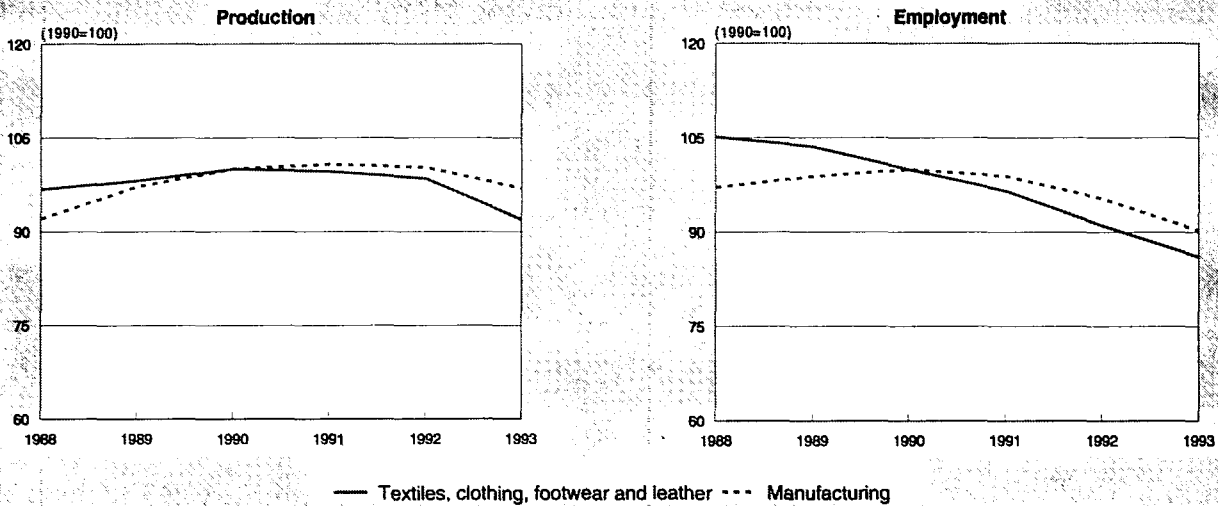 Production
(1990=100)
120
105
90
75
60
1988 1989 1990 1991 1992 1993
Employment
(1990=100)
120
105
90
75
60
1988 1989 1990 1991 1992 1993
Textiles, clothing, footwear and leather Manufacturing